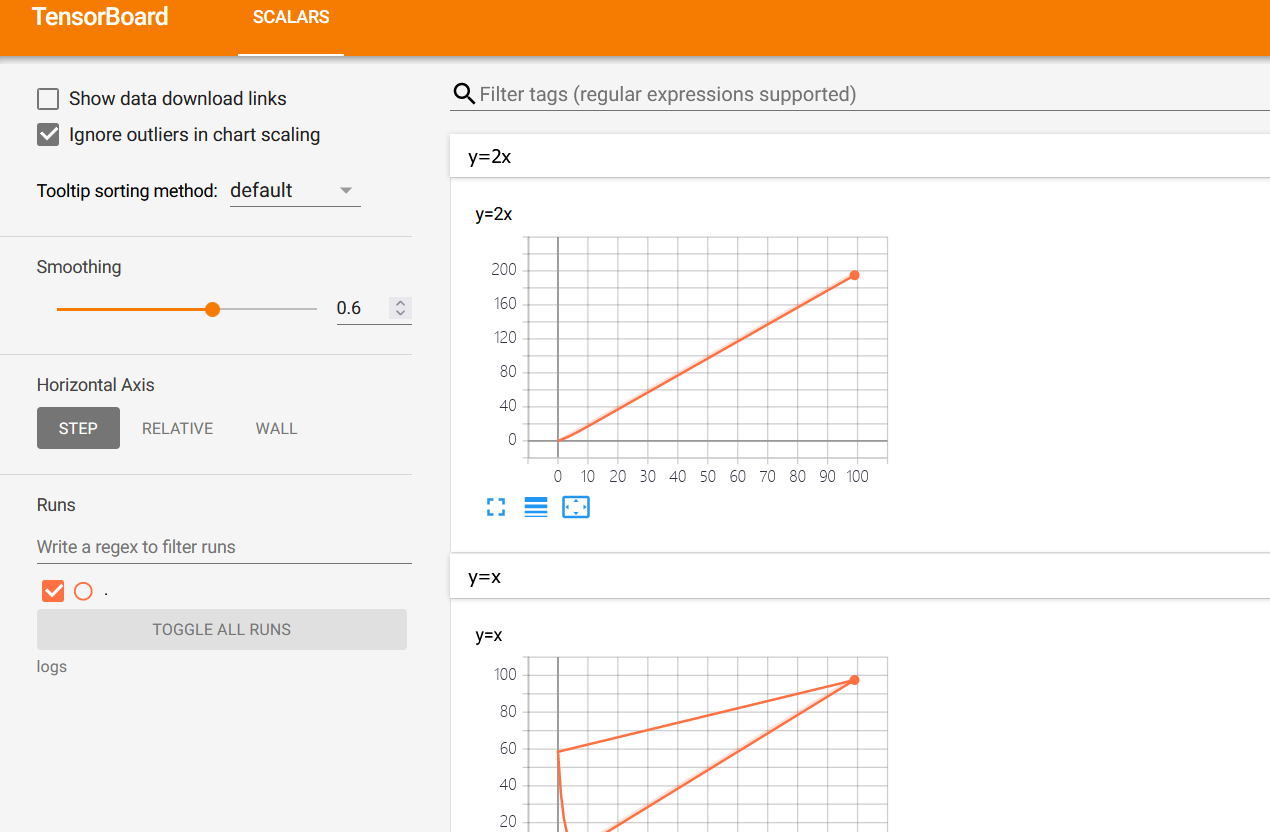 TensorBoard SCALARS
Show data download links
Ignore outliers in chart scaling
Tooltip sorting method: default
Smoothing
0.6
Horizontal Axis
STEP RELATIVE WALL
Runs
Write a regex to filter runs
.
TOGGLE ALL RUNS
logs
Filter tags (regular expressions supported)
y=2x
y=2x
200
160
120
80
40
0
0 10 20 30 40 50 60 70 80 90 100
y=x
y=x
100
80
60
40
20